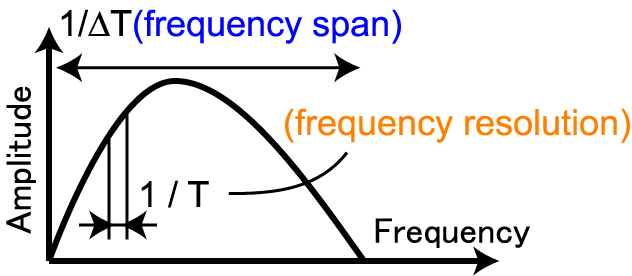 1/ΔT(frequency span)
Amplitude
(frequency resolution)
1 / T
Frequency